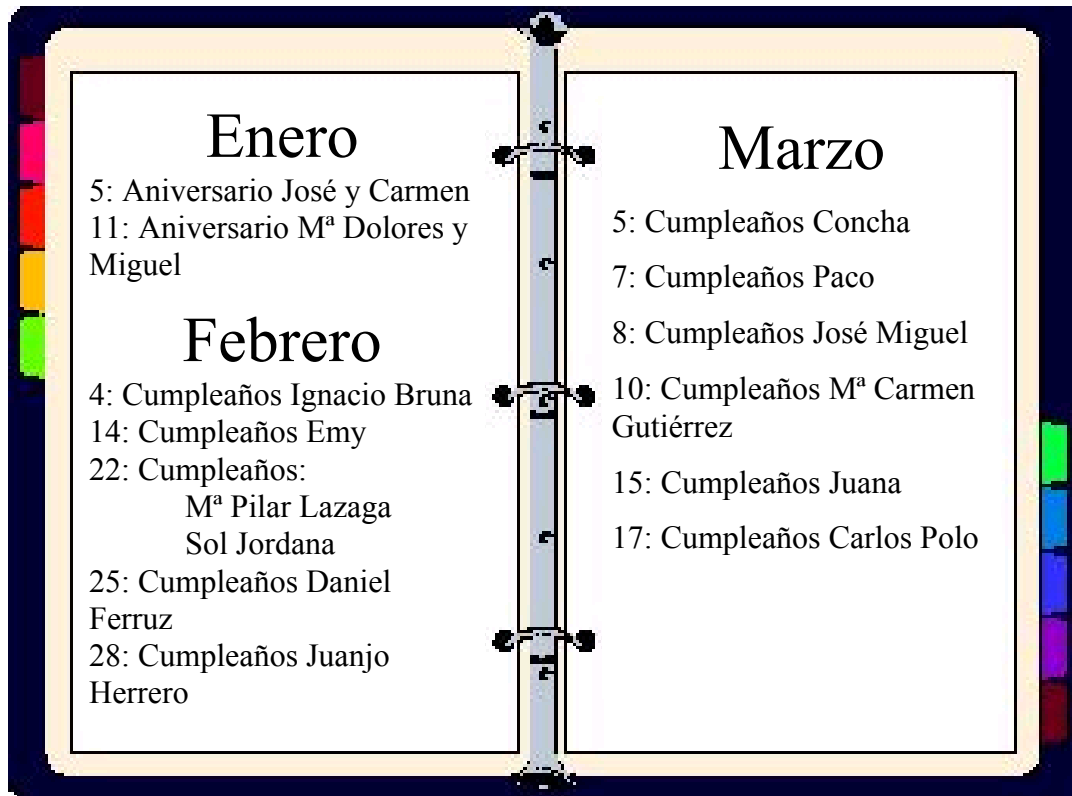 Enero
5: Aniversario José y Carmen
11: Aniversario Mª Dolores y
Miguel
Febrero
4: Cumpleaños Ignacio Bruna
14: Cumpleaños Emy
22: Cumpleaños:
Mª Pilar Lazaga
Sol Jordana
25: Cumpleaños Daniel
Ferruz
28: Cumpleaños Juanjo
Herrero
Marzo
5: Cumpleaños Concha
7: Cumpleaños Paco
8: Cumpleaños José Miguel
10: Cumpleaños Mª Carmen
Gutiérrez
15: Cumpleaños Juana
17: Cumpleaños Carlos Polo